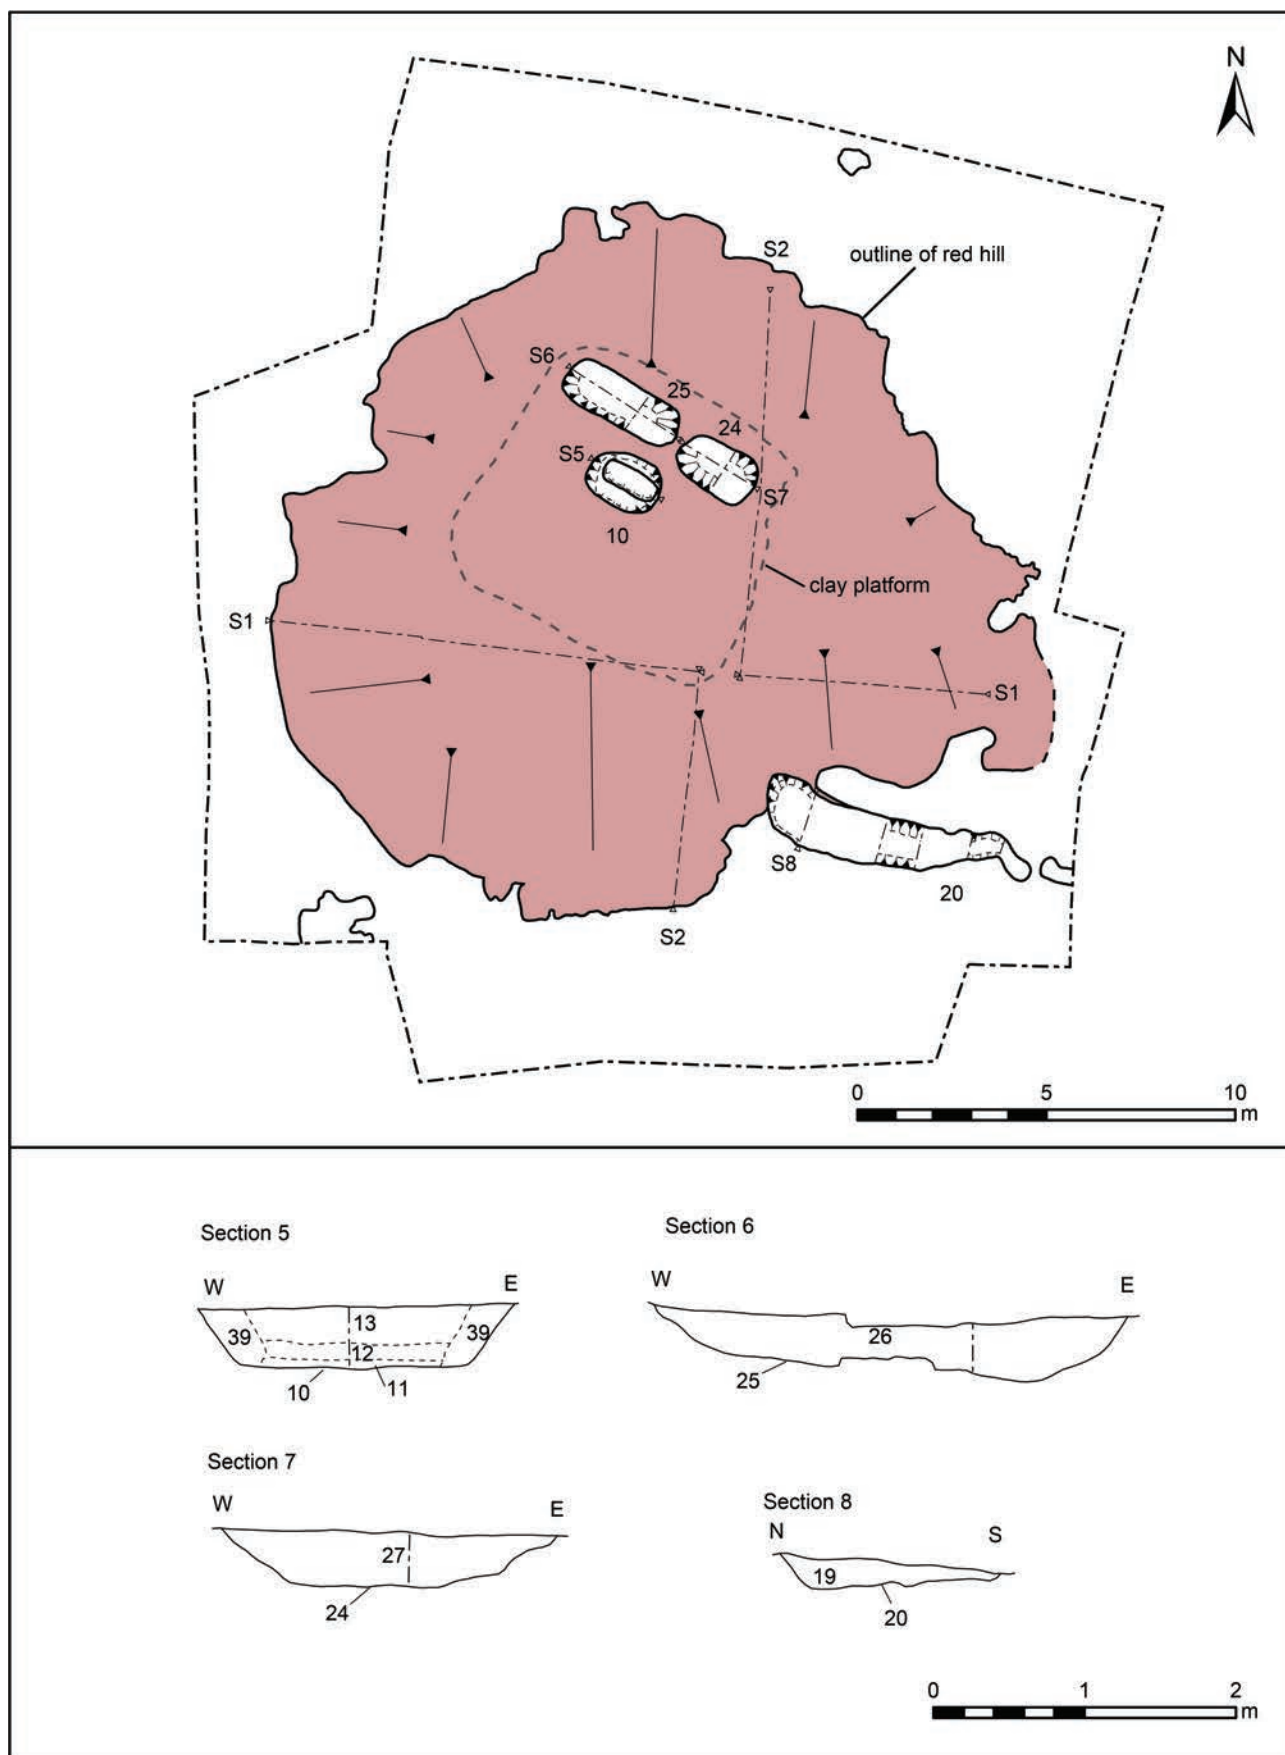 N
S2
outline of red hill
S6
25
24
S5
S7
10
clay platform
S1
S1
S8
20
S2
0 5 10
m
Section 5
W E
13
39 39
12
10 11
Section 6
W E
26
25
Section 7
W E
27
24
Section 8
N S
19
20
0 1 2
m